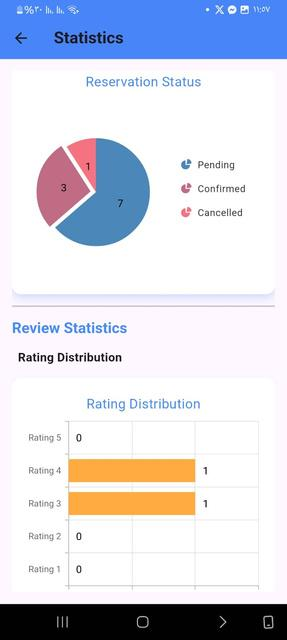 %٣٠ ١١:٥٧
Statistics
Reservation Status
1
3
7
Pending
Confirmed
Cancelled
Review Statistics
Rating Distribution
Rating Distribution
Rating 5 0
Rating 4 1
Rating 3 1
Rating 2 0
Rating 1 0